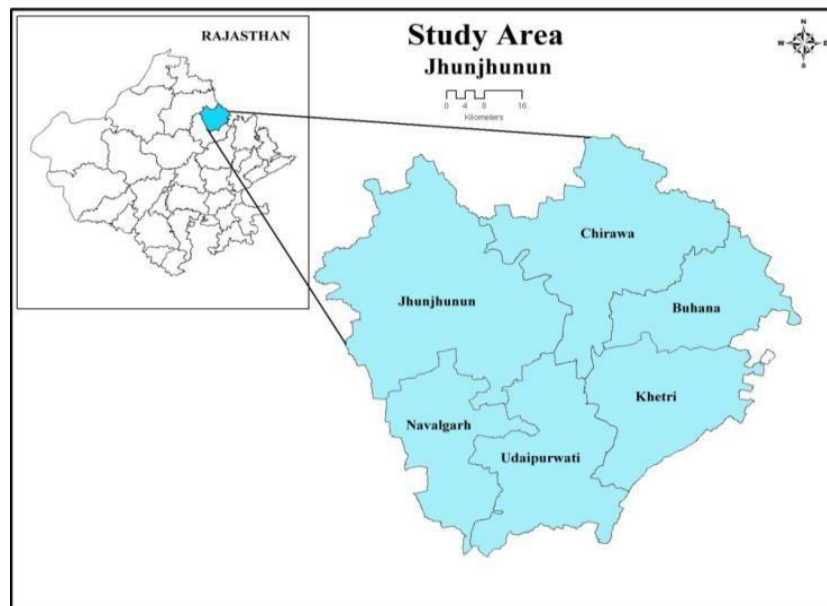 RAJASTHAN
Study Area
Jhunjhunun
0 4 8 16
Kilometers
N
W E
S
Chirawa
Jhunjhunun
Buhana
Khetri
Navalgarh
Udaipurwati